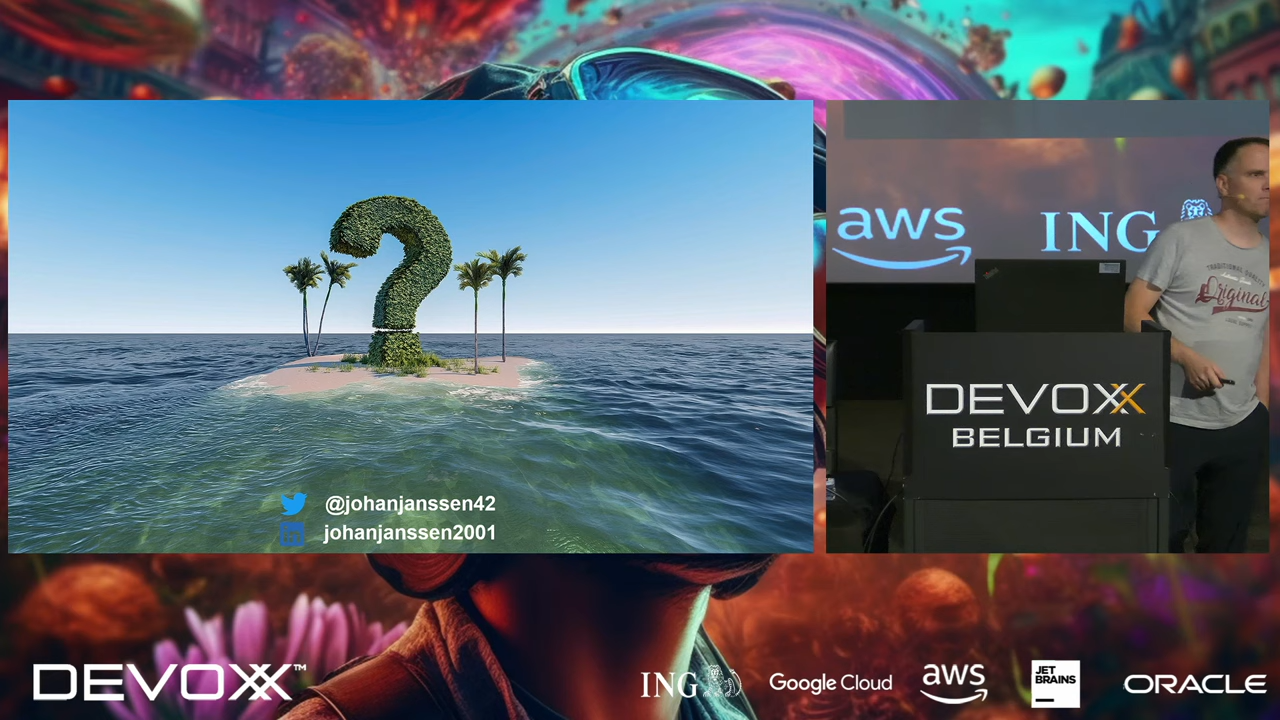 @johanjanssen42
johanjanssen2001
aws
ING
Original
DEVOXX
BELGIUM
DEVOXX™
ING
Google Cloud
aws
JET
BRAINS
ORACLE